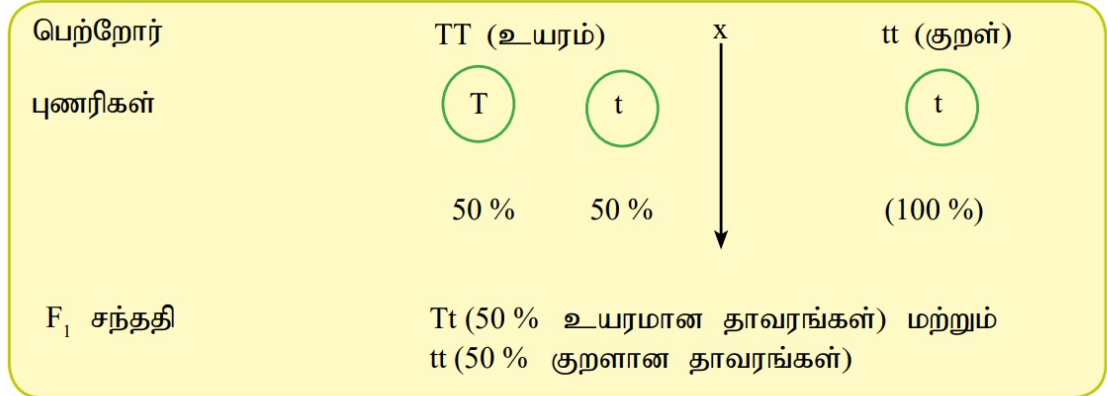 பெற்றோர் TT (உயரம்) x tt (குறள்)
புணரிகள் T t t
50 % 50 % (100 %)
F₁ சந்ததி Tt (50 % உயரமான தாவரங்கள்) மற்றும்
tt (50 % குறளான தாவரங்கள்)